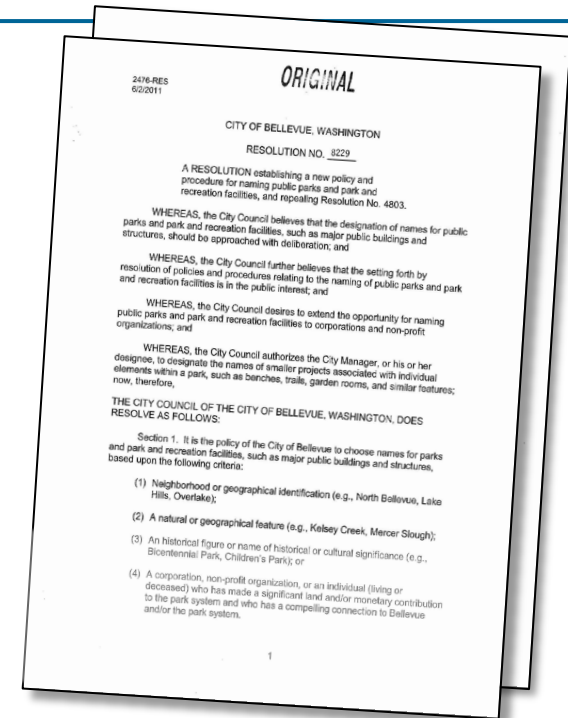 2476-RES
6/2/2011
ORIGINAL
CITY OF BELLEVUE, WASHINGTON
RESOLUTION NO. 8229
A RESOLUTION establishing a new policy and
procedure for naming public parks and park and
recreation facilities, and repealing Resolution No. 4803.
WHEREAS, the City Council believes that the designation of names for public
parks and park and recreation facilities, such as major public buildings and
structures, should be approached with deliberation; and
WHEREAS, the City Council further believes that the setting forth by
resolution of policies and procedures relating to the naming of public parks and park
and recreation facilities is in the public interest; and
WHEREAS, the City Council desires to extend the opportunity for naming
public parks and park and recreation facilities to corporations and non-profit
organizations; and
WHEREAS, the City Council authorizes the City Manager, or his or her
designee, to designate the names of smaller projects associated with individual
elements within a park, such as benches, trails, garden rooms, and similar features;
now, therefore,
THE CITY COUNCIL OF THE CITY OF BELLEVUE, WASHINGTON, DOES
RESOLVE AS FOLLOWS:
Section 1. It is the policy of the City of Bellevue to choose names for parks
and park and recreation facilities, such as major public buildings and structures,
based upon the following criteria:
(1) Neighborhood or geographical identification (e.g., North Bellevue, Lake
Hills, Overlake);
(2) A natural or geographical feature (e.g., Kelsey Creek, Mercer Slough);
(3) An historical figure or name of historical or cultural significance (e.g.,
Bicentennial Park, Children's Park); or
(4) A corporation, non-profit organization, or an individual (living or
deceased) who has made a significant land and/or monetary contribution
to the park system and who has a compelling connection to Bellevue
and/or the park system.
1